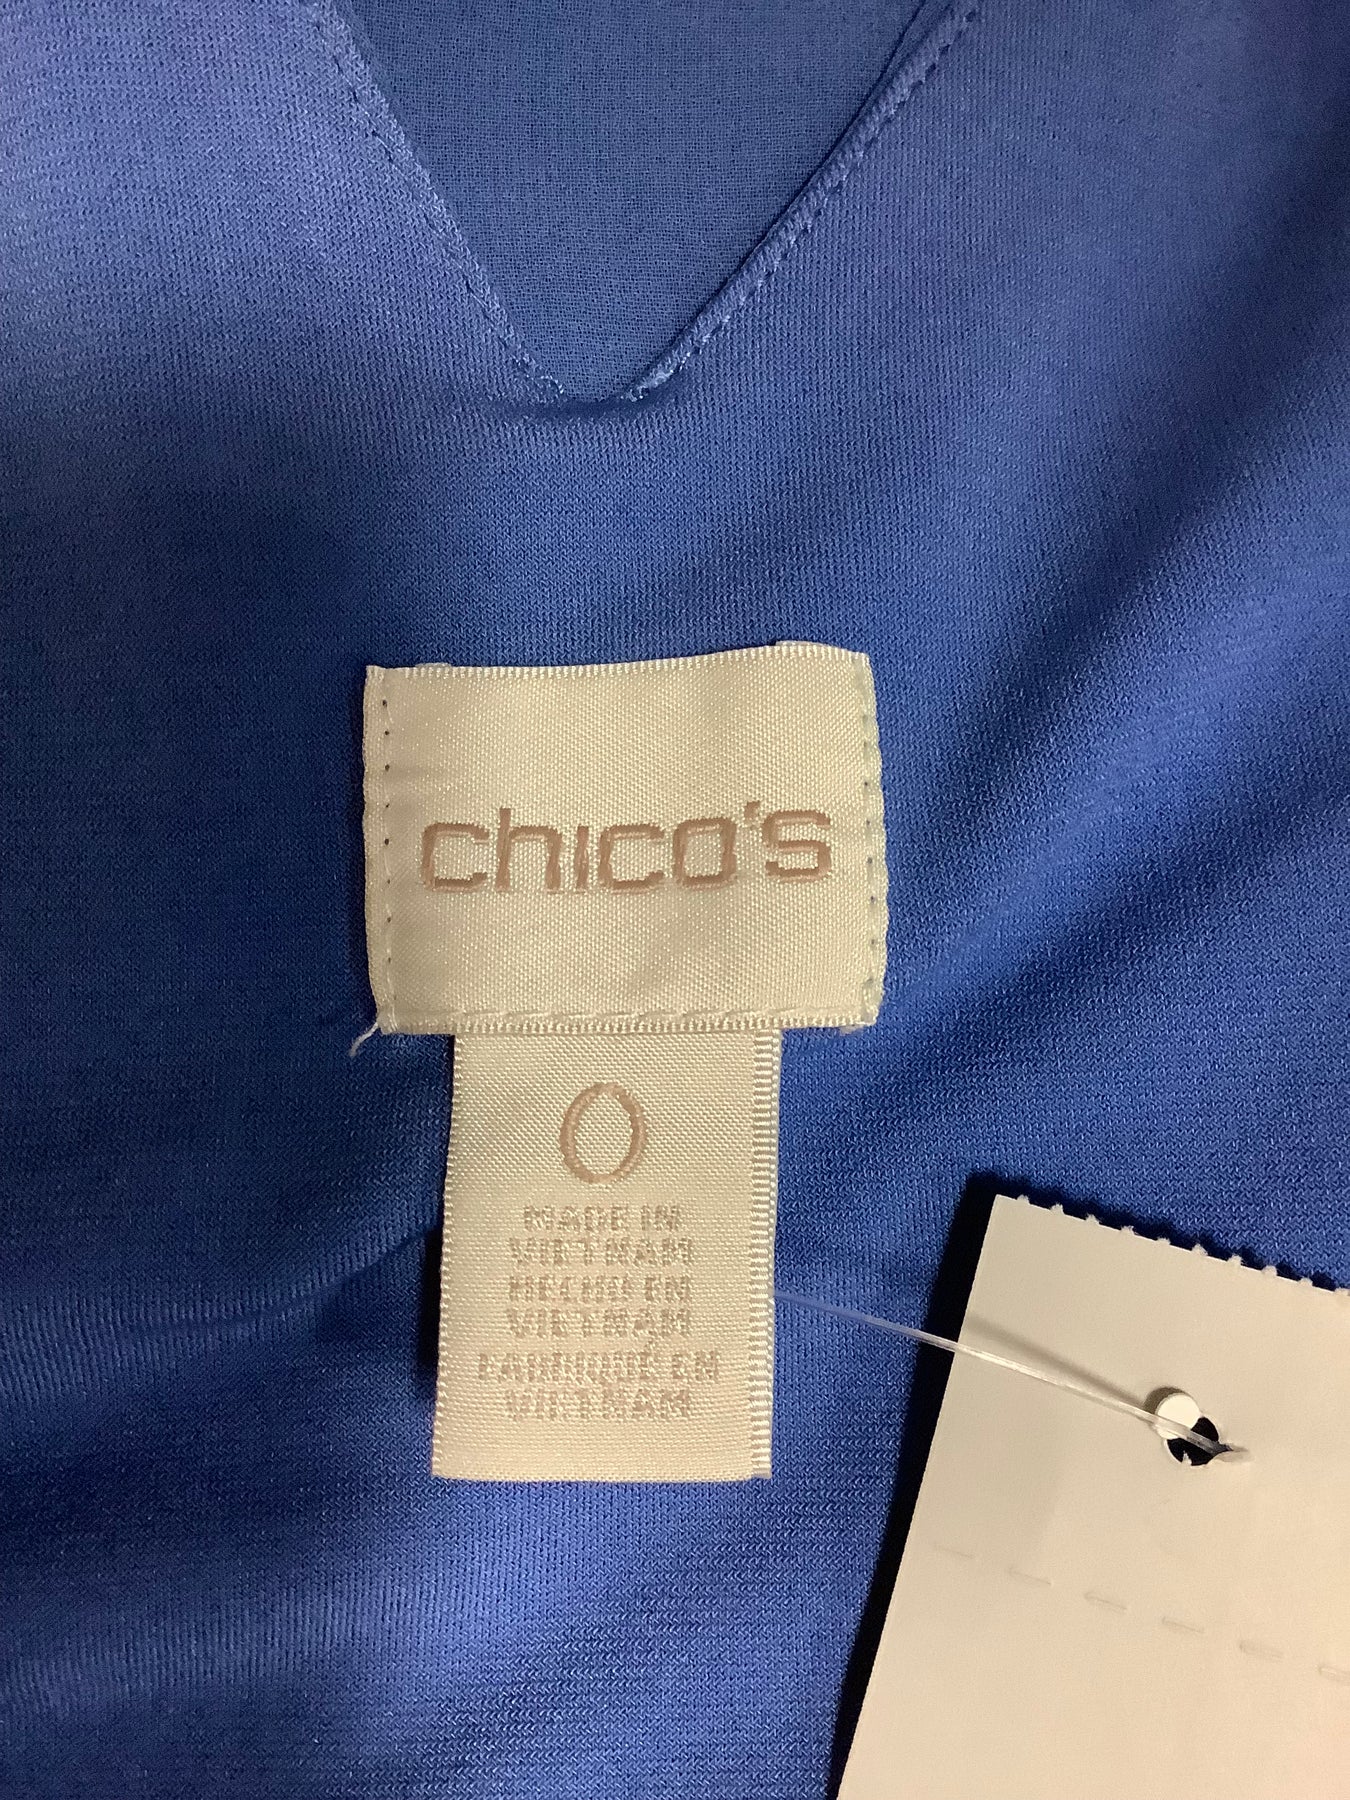 chico's
0
MADE IN
VIETNAM
HECHO EN
VIETNAM
FABRIQUÉ EN
VIETNAM